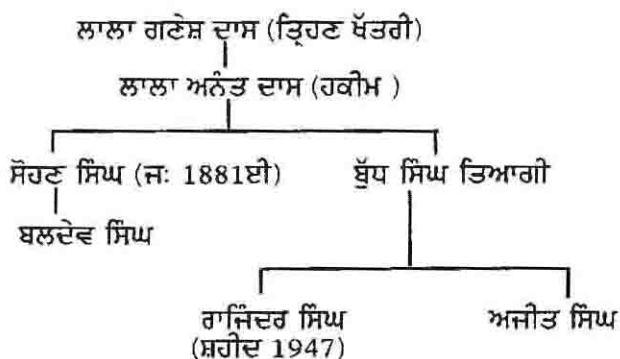 ਲਾਲਾ ਗਣੇਸ਼ ਦਾਸ (ਤ੍ਰਿਹਣ ਖੱਤਰੀ)
ਲਾਲਾ ਅਨੰਤ ਦਾਸ (ਹਕੀਮ )
ਸੋਹਣ ਸਿੰਘ (ਜ: 1881ਈ) ਬੁੱਧ ਸਿੰਘ ਤਿਆਗੀ
ਬਲਦੇਵ ਸਿੰਘ
ਰਾਜਿੰਦਰ ਸਿੰਘ ਅਜੀਤ ਸਿੰਘ
(ਸ਼ਹੀਦ 1947)